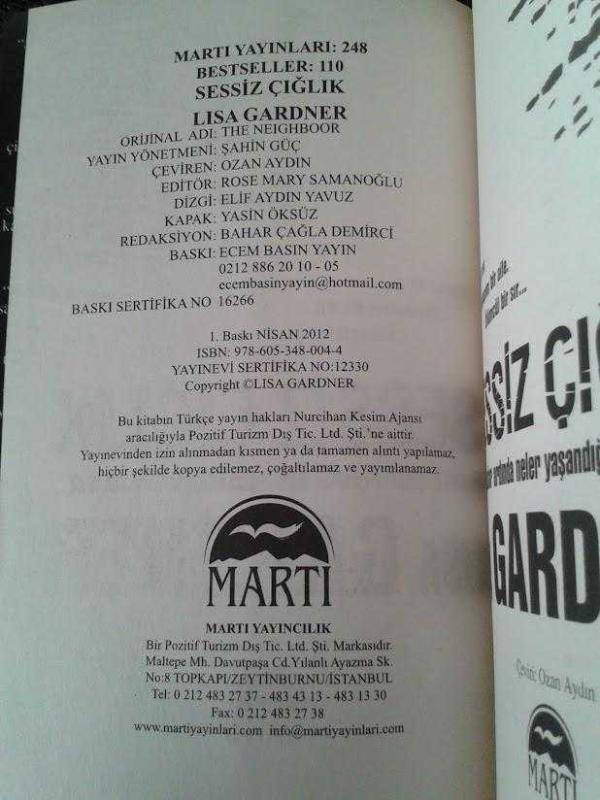 MARTI YAYINLARI: 248
BESTSELLER: 110
SESSİZ ÇIĞLIK
LISA GARDNER
ORİJİNAL ADI: THE NEIGHBOOR
YAYIN YÖNETMENİ: ŞAHİN GÜÇ
ÇEVİREN: OZAN AYDIN
EDİTÖR: ROSE MARY SAMANOĞLU
DİZGİ: ELİF AYDIN YAVUZ
KAPAK: YASİN ÖKSÜZ
REDAKSİYON: BAHAR ÇAĞLA DEMİRCİ
BASKI: ECEM BASIN YAYIN
0212 886 20 10 - 05
ecembasinyayin@hotmail.com
BASKI SERTİFİKA NO 16266
1. Baskı NİSAN 2012
ISBN: 978-605-348-004-4
YAYINEVİ SERTİFİKA NO:12330
Copyright ©LISA GARDNER
Bu kitabın Türkçe yayın hakları Nurcihan Kesim Ajansı
aracılığıyla Pozitif Turizm Dış Tic. Ltd. Şti.'ne aittir.
Yayınevinden izin alınmadan kısmen ya da tamamen alıntı yapılamaz,
hiçbir şekilde kopya edilemez, çoğaltılamaz ve yayımlanamaz.
MARTI
MARTI YAYINCILIK
Bir Pozitif Turizm Dış Tic. Ltd. Şti. Markasıdır.
Maltepe Mh. Davutpaşa Cd.Yılanlı Ayazma Sk.
No:8 TOPKAPI/ZEYTİNBURNU/İSTANBUL
Tel: 0 212 483 27 37 - 483 43 13 - 483 13 30
Fax: 0 212 483 27 38
www.martiyayinlari.com info@martiyayinlari.com
bir aile.
bir sır...
SSİZ ÇIĞ
ardında neler yaşandığ
GARD
Çeviri: Ozan Aydın
MARTI